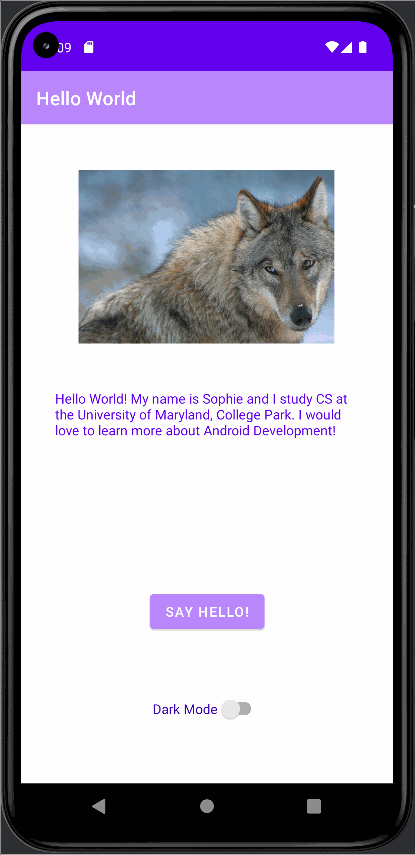 09
Hello World
Hello World! My name is Sophie and I study CS at
the University of Maryland, College Park. I would
love to learn more about Android Development!
SAY HELLO!
Dark Mode